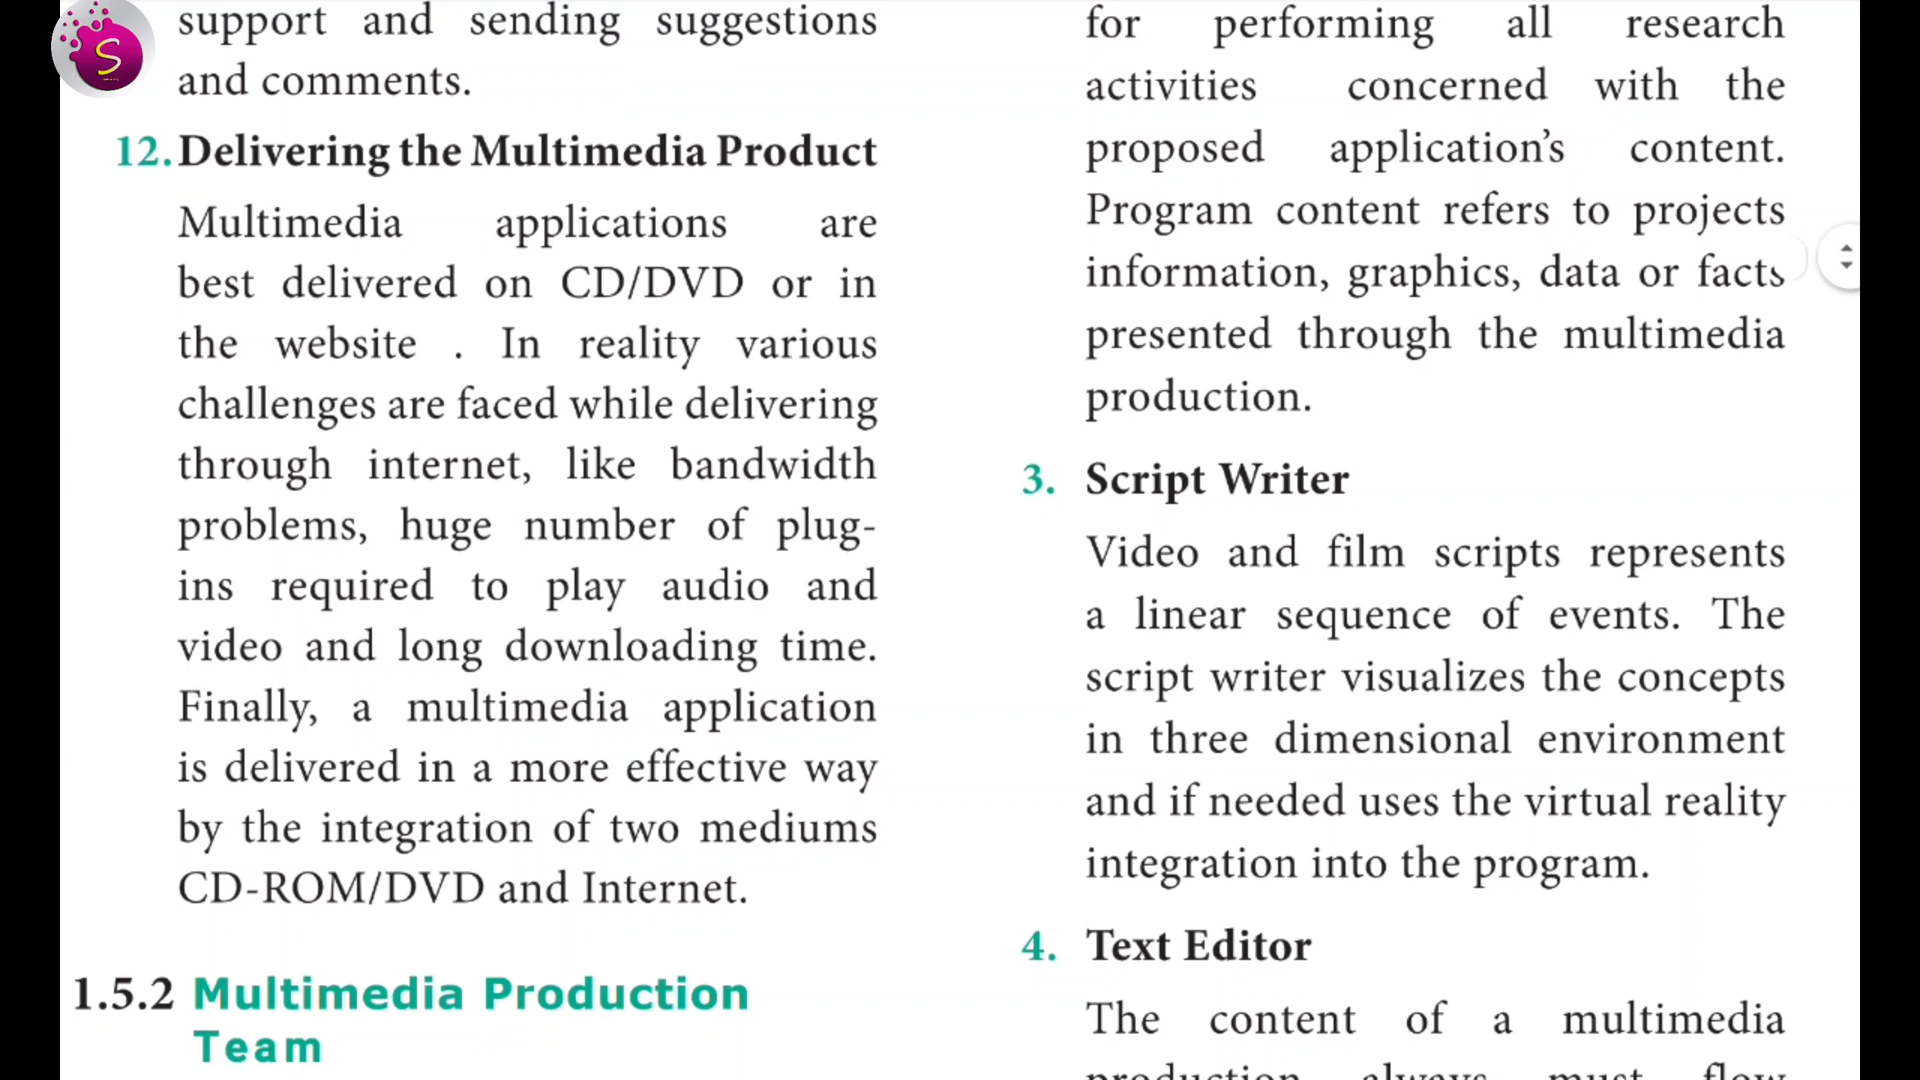 support and sending suggestions
and comments.
12. Delivering the Multimedia Product
Multimedia applications are
best delivered on CD/DVD or in
the website . In reality various
challenges are faced while delivering
through internet, like bandwidth
problems, huge number of plug-
ins required to play audio and
video and long downloading time.
Finally, a multimedia application
is delivered in a more effective way
by the integration of two mediums
CD-ROM/DVD and Internet.
1.5.2 Multimedia Production
Team
for performing all research
activities concerned with the
proposed application’s content.
Program content refers to projects
information, graphics, data or facts
presented through the multimedia
production.
3. Script Writer
Video and film scripts represents
a linear sequence of events. The
script writer visualizes the concepts
in three dimensional environment
and if needed uses the virtual reality
integration into the program.
4. Text Editor
The content of a multimedia
production always must flow
S